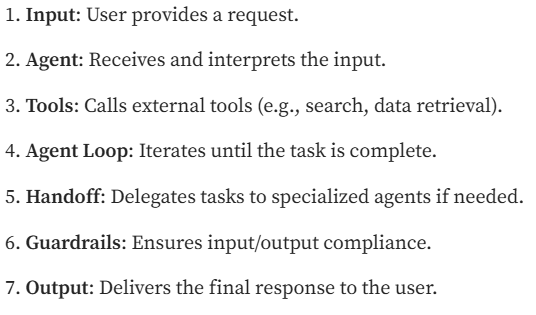 1. Input: User provides a request.
2. Agent: Receives and interprets the input.
3. Tools: Calls external tools (e.g., search, data retrieval).
4. Agent Loop: Iterates until the task is complete.
5. Handoff: Delegates tasks to specialized agents if needed.
6. Guardrails: Ensures input/output compliance.
7. Output: Delivers the final response to the user.